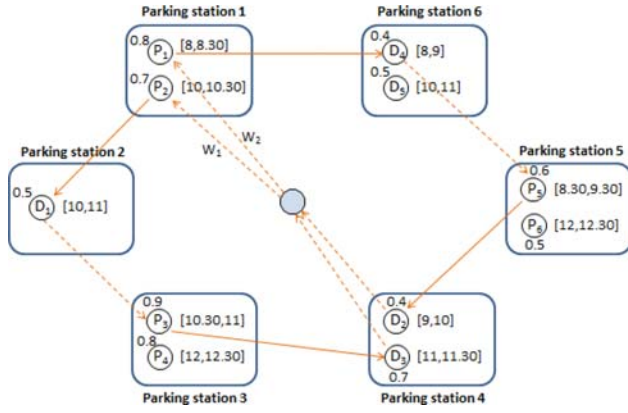 Parking station 1
0.8 P1 [8,8.30]
0.7 P2 [10,10.30]
Parking station 6
0.4 D4 [8,9]
0.5 D5 [10,11]
Parking station 2
0.5 D1 [10,11]
W1
W2
Parking station 5
0.6
P5 [8.30,9.30]
P6 [12,12.30]
0.5
0.9
P3 [10.30,11]
0.8
P4 [12,12.30]
Parking station 3
0.4
D2 [9,10]
D3 [11,11.30]
0.7
Parking station 4